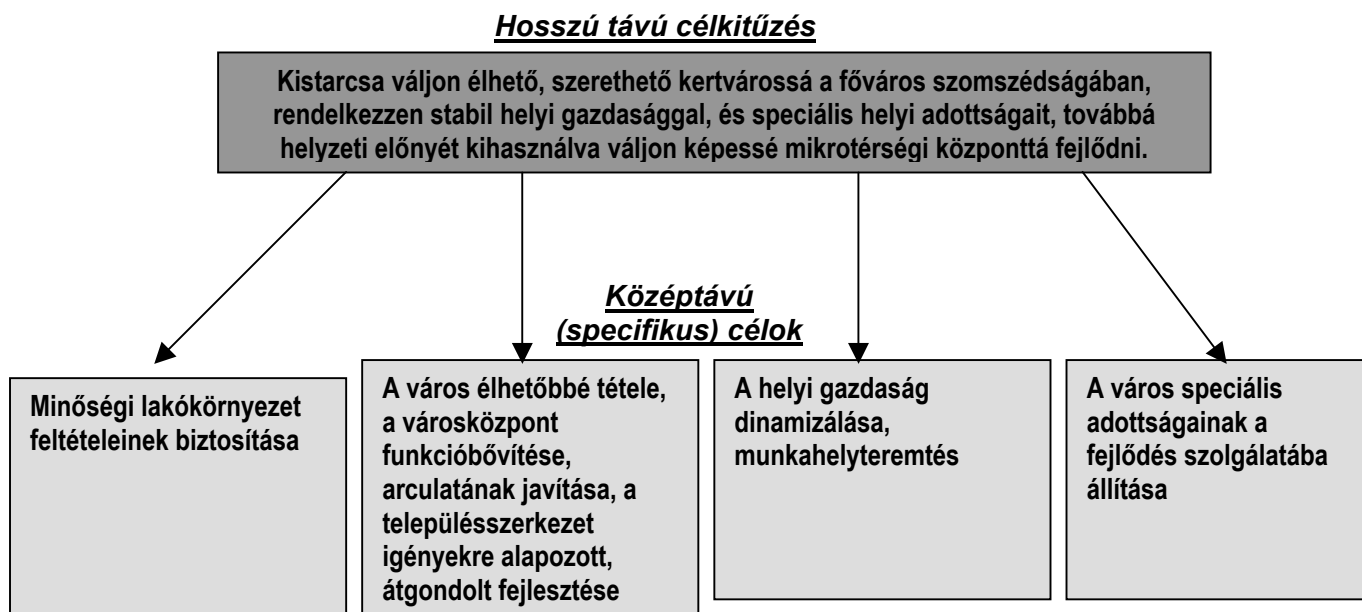 Hosszú távú célkitűzés
Kistarcsa váljon élhető, szerethető kertvárossá a főváros szomszédságában,
rendelkezzen stabil helyi gazdasággal, és speciális helyi adottságait, továbbá
helyzeti előnyét kihasználva váljon képessé mikrotérségi központtá fejlődni.
Középtávú
(specifikus) célok
Minőségi lakókörnyezet
feltételeinek biztosítása
A város élhetőbbé tétele,
a városközpont
funkcióbővítése,
arculatának javítása, a
településszerkezet
igényekre alapozott,
átgondolt fejlesztése
A helyi gazdaság
dinamizálása,
munkahelyteremtés
A város speciális
adottságainak a
fejlődés szolgálatába
állítása